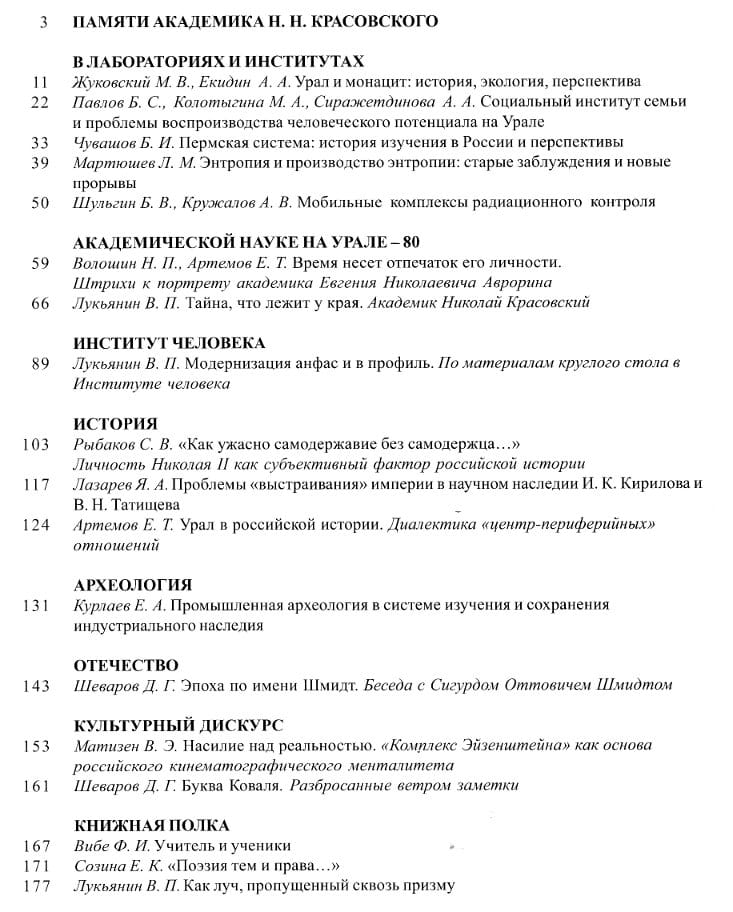 3 ПАМЯТИ АКАДЕМИКА Н. Н. КРАСОВСКОГО
В ЛАБОРАТОРИЯХ И ИНСТИТУТАХ
11 Жуковский М. В., Екидин А. А. Урал и монацит: история, экология, перспектива
22 Павлов Б. С., Колотыгина М. А., Сиражетдинова А. А. Социальный институт семьи
и проблемы воспроизводства человеческого потенциала на Урале
33 Чувашов Б. И. Пермская система: история изучения в России и перспективы
39 Мартюшев Л. М. Энтропия и производство энтропии: старые заблуждения и новые
прорывы
50 Шульгин Б. В., Кружалов А. В. Мобильные комплексы радиационного контроля
АКАДЕМИЧЕСКОЙ НАУКЕ НА УРАЛЕ – 80
59 Волошин Н. П., Артемов Е. Т. Время несет отпечаток его личности.
Штрихи к портрету академика Евгения Николаевича Аврорина
66 Лукьянин В. П. Тайна, что лежит у края. Академик Николай Красовский
ИНСТИТУТ ЧЕЛОВЕКА
89 Лукьянин В. П. Модернизация анфас и в профиль. По материалам круглого стола в
Институте человека
ИСТОРИЯ
103 Рыбаков С. В. «Как ужасно самодержавие без самодержца…»
Личность Николая II как субъективный фактор российской истории
117 Лазарев Я. А. Проблемы «выстраивания» империи в научном наследии И. К. Кирилова и
В. Н. Татищева
124 Артемов Е. Т. Урал в российской истории. Диалектика «центр-периферийных»
отношений
АРХЕОЛОГИЯ
131 Курлаев Е. А. Промышленная археология в системе изучения и сохранения
индустриального наследия
ОТЕЧЕСТВО
143 Шеваров Д. Г. Эпоха по имени Шмидт. Беседа с Сигурдом Оттовичем Шмидтом
КУЛЬТУРНЫЙ ДИСКУРС
153 Матизен В. Э. Насилие над реальностью. «Комплекс Эйзенштейна» как основа
российского кинематографического менталитета
161 Шеваров Д. Г. Буква Коваля. Разбросанные ветром заметки
КНИЖНАЯ ПОЛКА
167 Вибе Ф. И. Учитель и ученики
171 Созина Е. К. «Поэзия тем и права…»
177 Лукьянин В. П. Как луч, пропущенный сквозь призму